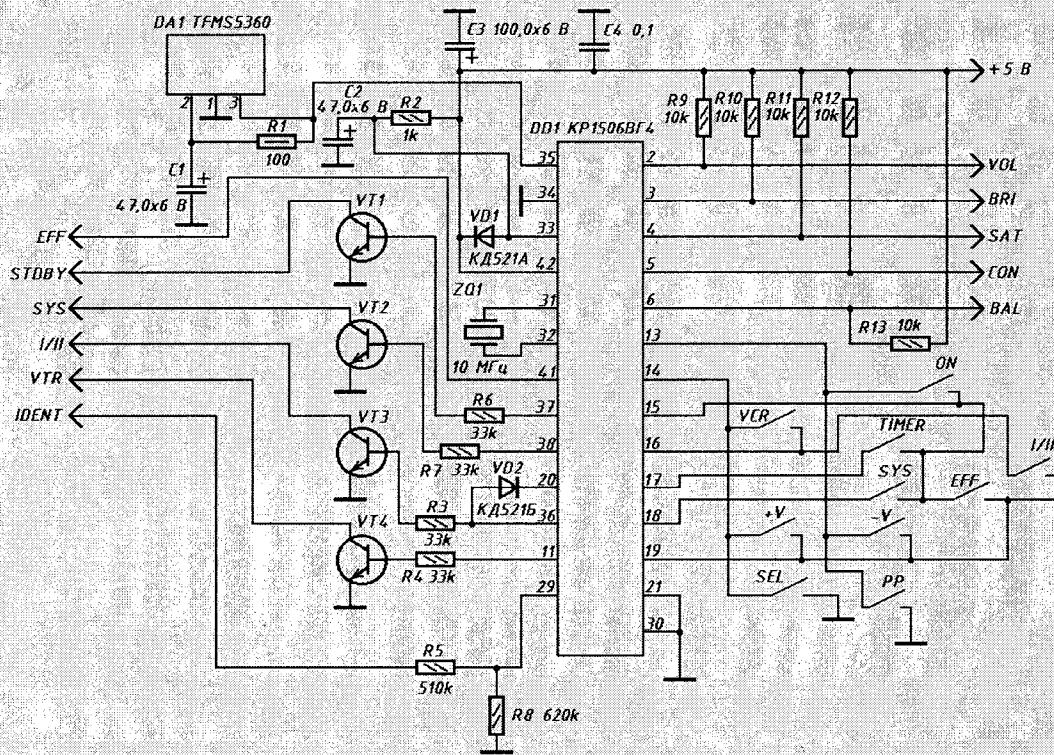 DA1 TFMS5360
2 1 3
C3 100,0x6 В
C4 0,1
+5 В
C2
47,0x6 В
R2
1k
R1
100
C1
47,0x6 В
R9
10k
R10
10k
R11
10k
R12
10k
DD1 КР1506ВГ4
35
34
33
42
31
32
41
37
38
20
36
11
29
2
3
4
5
6
13
14
15
16
17
18
19
21
30
VOL
BRI
SAT
CON
BAL
R13 10k
EFF
STDBY
SYS
I/II
VTR
IDENT
VT1
VT2
VT3
VT4
VD1
КД521А
ZQ1
10 МГц
R6
33k
R7 33k
VD2
КД521Б
R3
33k
R4 33k
R5
510k
R8 620k
ON
VCR
TIMER
I/II
SYS
EFF
+V
-V
SEL
PP